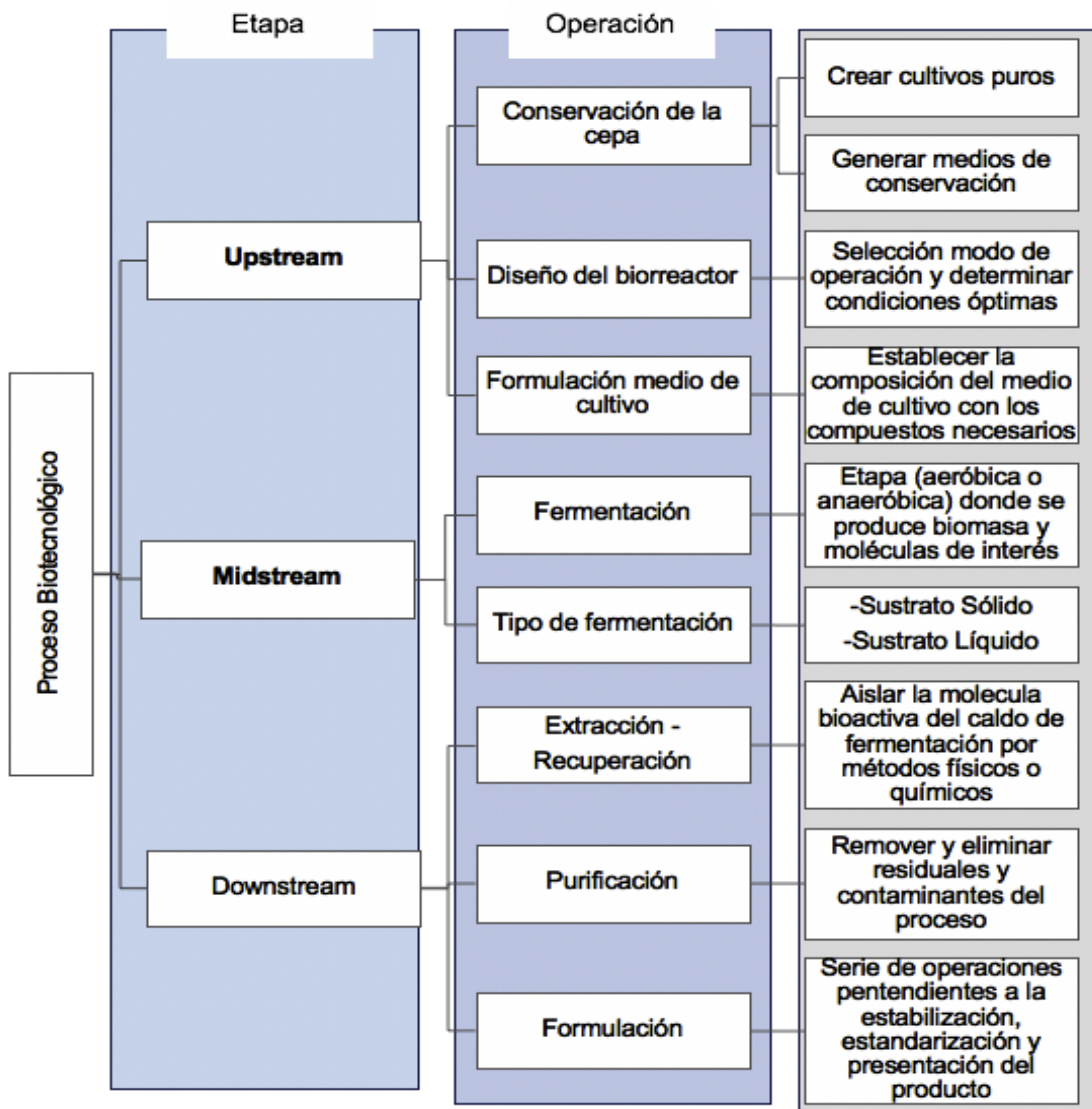 Etapa
Operación
Proceso Biotecnológico
Upstream
Conservación de la
cepa
Crear cultivos puros
Generar medios de
conservación
Diseño del biorreactor
Selección modo de
operación y determinar
condiciones óptimas
Formulación medio de
cultivo
Establecer la
composición del medio
de cultivo con los
compuestos necesarios
Midstream
Fermentación
Etapa (aeróbica o
anaeróbica) donde se
produce biomasa y
moléculas de interés
Tipo de fermentación
-Sustrato Sólido
-Sustrato Líquido
Downstream
Extracción -
Recuperación
Aislar la molecula
bioactiva del caldo de
fermentación por
métodos físicos o
químicos
Purificación
Remover y eliminar
residuales y
contaminantes del
proceso
Formulación
Serie de operaciones
pentendientes a la
estabilización,
estandarización y
presentación del
producto